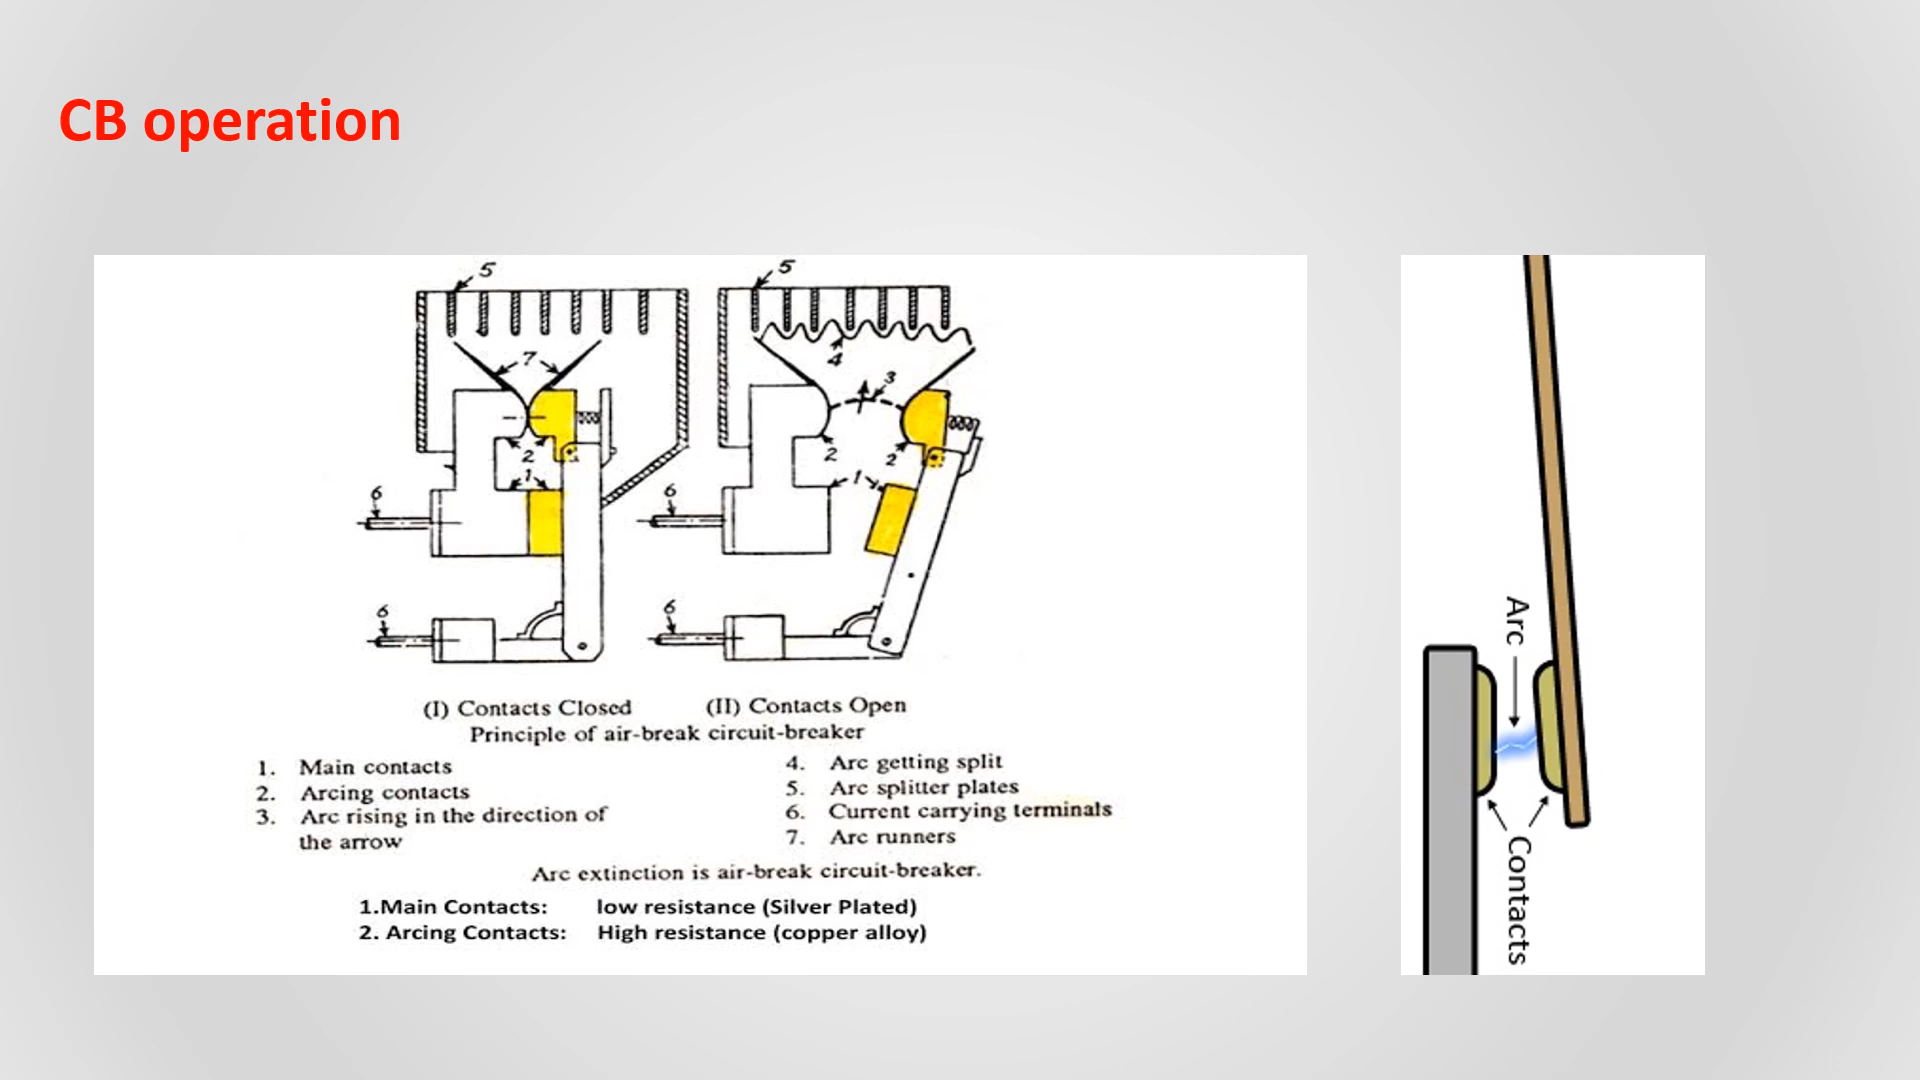 CB operation
5
5
7
4
3
2
2
2
1
1
6
6
6
6
(I) Contacts Closed
(II) Contacts Open
Principle of air-break circuit-breaker
1. Main contacts
2. Arcing contacts
3. Arc rising in the direction of
the arrow
4. Arc getting split
5. Arc splitter plates
6. Current carrying terminals
7. Arc runners
Arc extinction is air-break circuit-breaker.
1.Main Contacts: low resistance (Silver Plated)
2. Arcing Contacts: High resistance (copper alloy)
Arc
Contacts